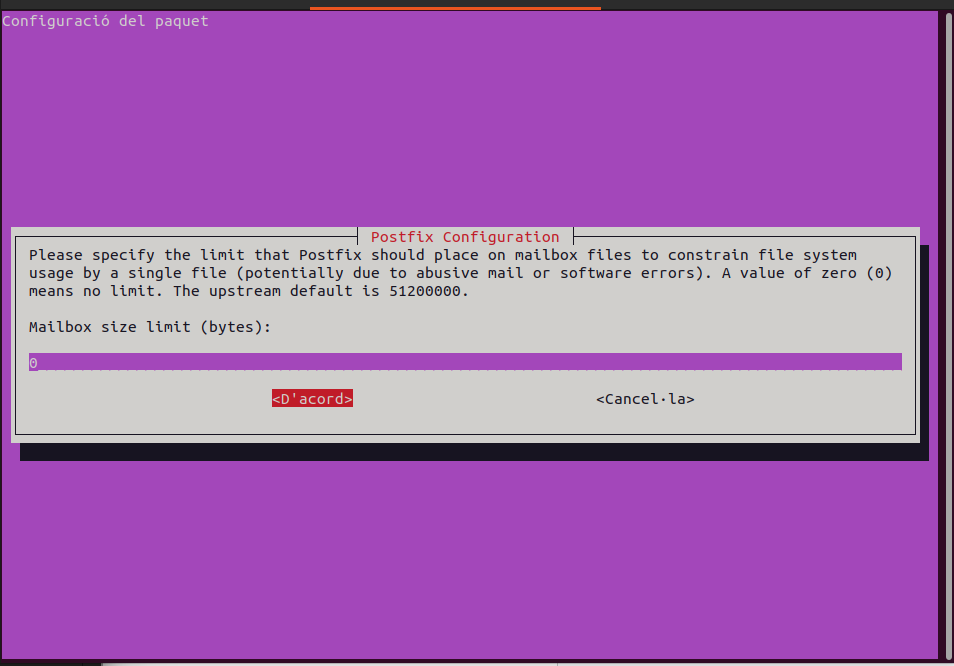 Configuració del paquet
Postfix Configuration
Please specify the limit that Postfix should place on mailbox files to constrain file system
usage by a single file (potentially due to abusive mail or software errors). A value of zero (0)
means no limit. The upstream default is 51200000.
Mailbox size limit (bytes):
0
<D'acord> <Cancel·la>